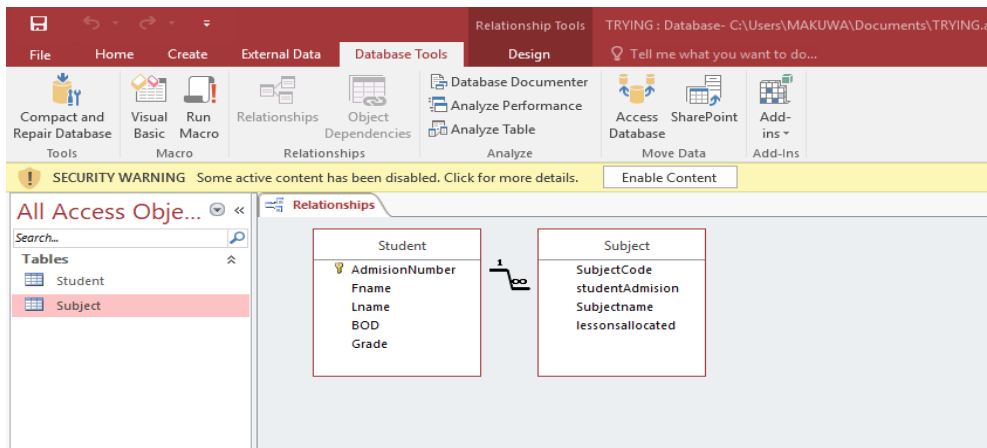 Relationship Tools TRYING : Database- C:\Users\MAKUWA\Documents\TRYING.a
File Home Create External Data Database Tools Design Tell me what you want to do...
Compact and Repair Database
Visual Basic
Run Macro
Relationships
Object Dependencies
Database Documenter
Analyze Performance
Analyze Table
Access Database
SharePoint
Add-ins
Tools Macro Relationships Analyze Move Data Add-Ins
SECURITY WARNING Some active content has been disabled. Click for more details. Enable Content
All Access Obje... «
Search...
Tables
Student
Subject
Relationships
Student
AdmisionNumber
Fname
Lname
BOD
Grade
1
∞
Subject
SubjectCode
studentAdmision
Subjectname
lessonsallocated